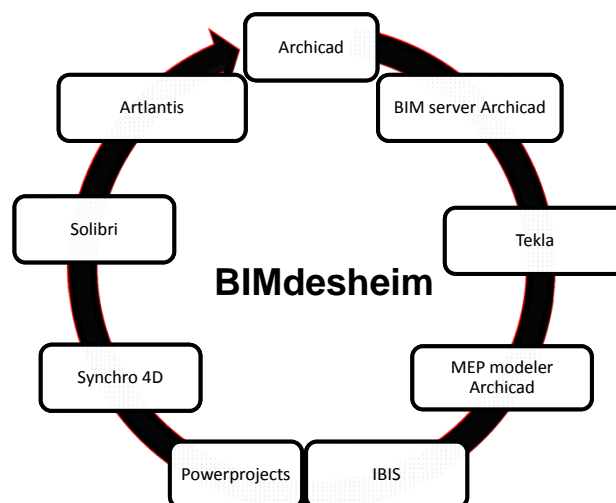 Archicad
BIM server Archicad
Tekla
MEP modeler
Archicad
IBIS
Powerprojects
Synchro 4D
Solibri
Artlantis
BIMdesheim